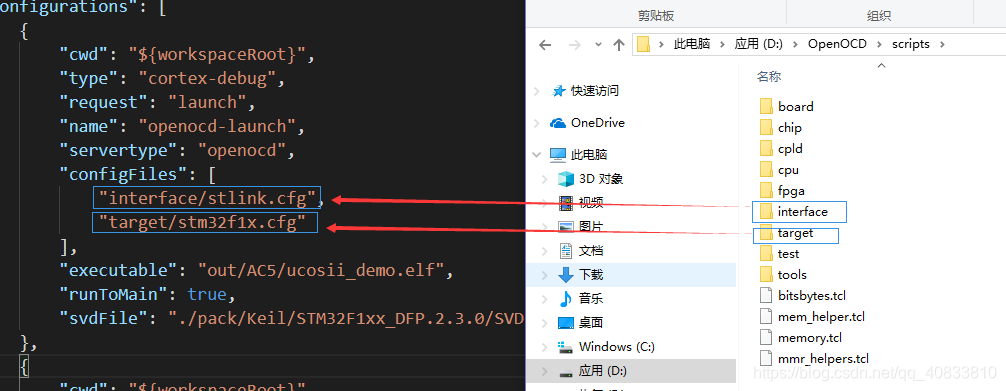 onfigurations": [
{
"cwd": "${workspaceRoot}",
"type": "cortex-debug",
"request": "launch",
"name": "openocd-launch",
"servertype": "openocd",
"configFiles": [
"interface/stlink.cfg",
"target/stm32f1x.cfg"
],
"executable": "out/AC5/ucosii_demo.elf",
"runToMain": true,
"svdFile": "./pack/Keil/STM32F1xx_DFP.2.3.0/SVD
},
{
"cwd": "${workspaceRoot}"
剪贴板
组织
此电脑 > 应用 (D:) > OpenOCD > scripts >
快速访问
OneDrive
此电脑
3D 对象
视频
图片
文档
下载
音乐
桌面
Windows (C:)
应用 (D:)
名称
board
chip
cpld
cpu
fpga
interface
target
test
tools
bitsbytes.tcl
mem_helper.tcl
memory.tcl
mmr_helpers.tcl
https://blog.csdn.net/qq_40833810